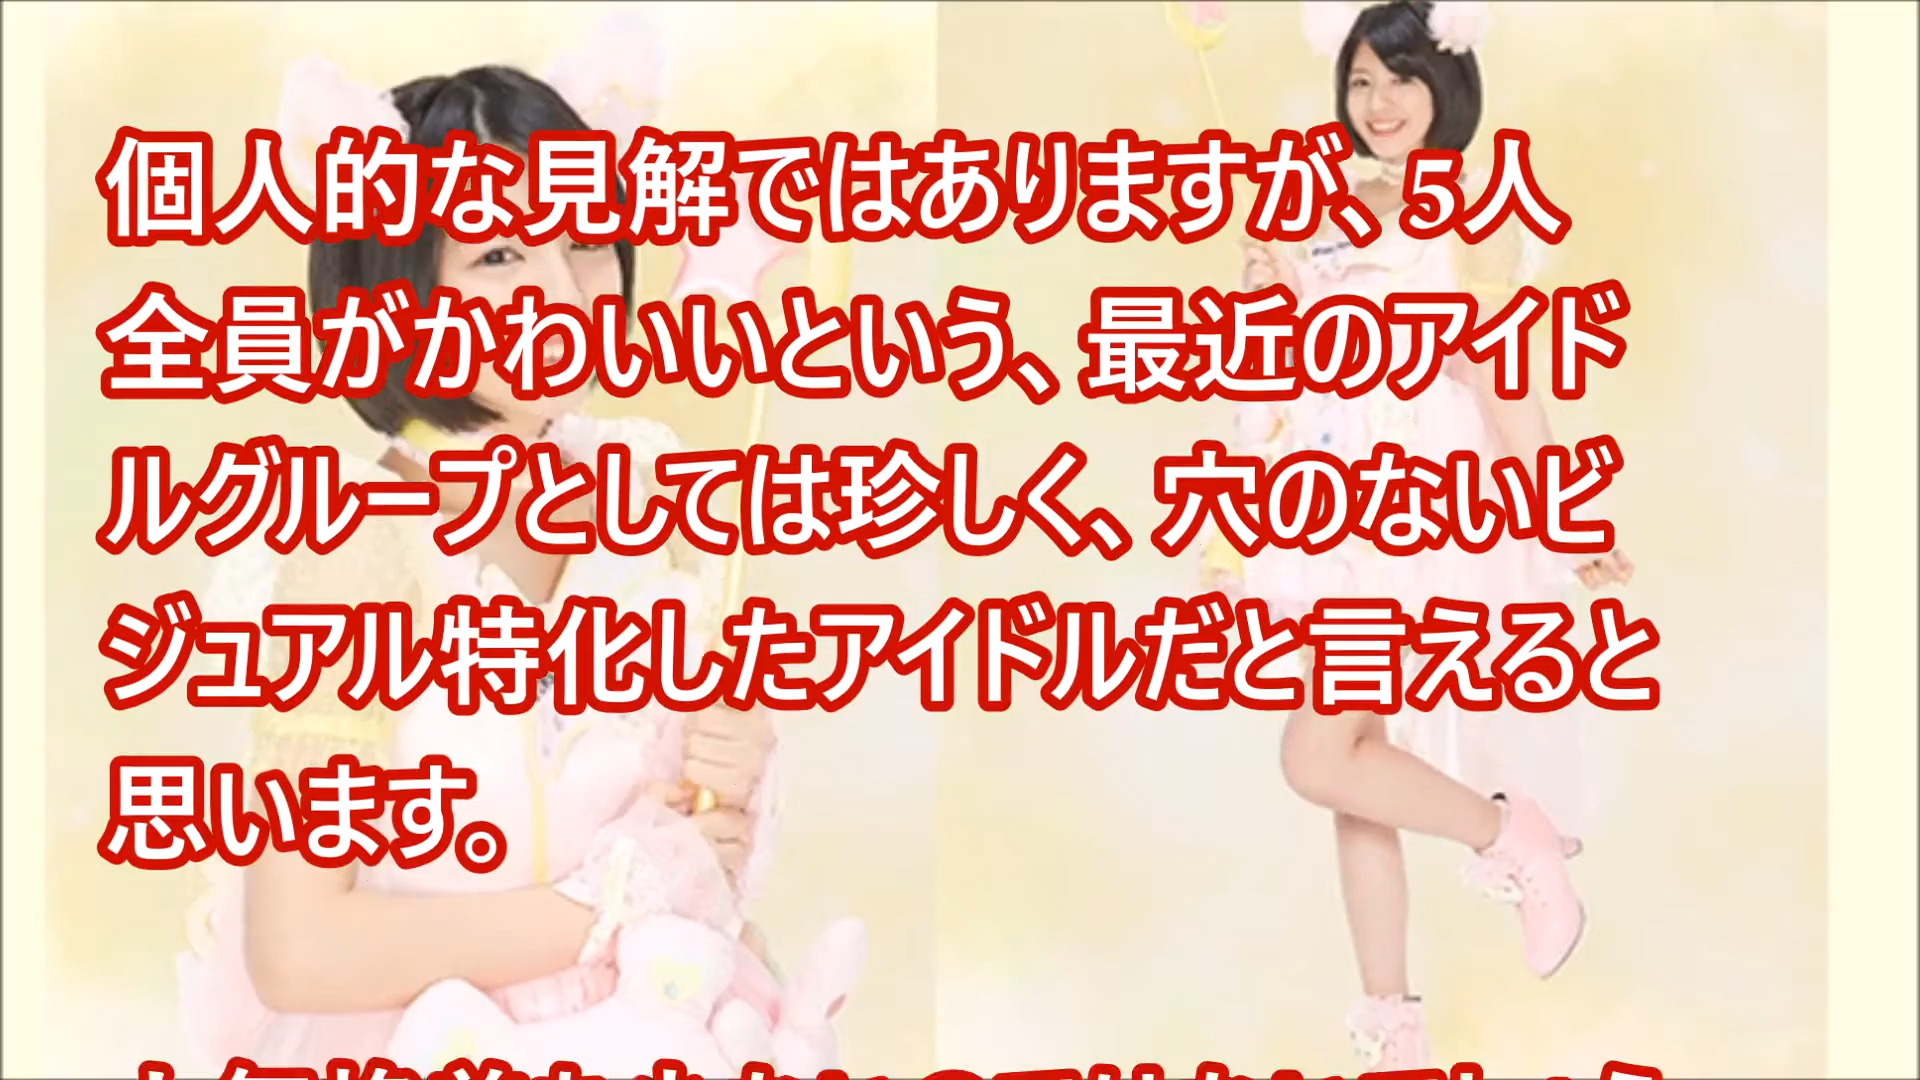 個人的な見解ではありますが、5人
全員がかわいいという、最近のアイド
ルグループとしては珍しく、穴のないビ
ジュアル特化したアイドルだと言えると
思います。